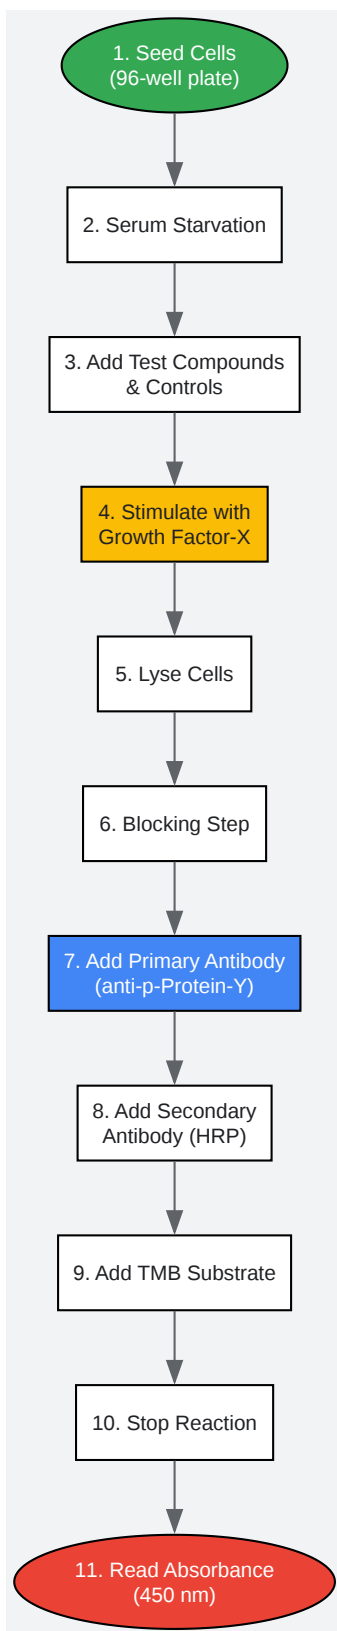 1. Seed Cells
(96-well plate)
2. Serum Starvation
3. Add Test Compounds
& Controls
4. Stimulate with
Growth Factor-X
5. Lyse Cells
6. Blocking Step
7. Add Primary Antibody
(anti-p-Protein-Y)
8. Add Secondary
Antibody (HRP)
9. Add TMB Substrate
10. Stop Reaction
11. Read Absorbance
(450 nm)